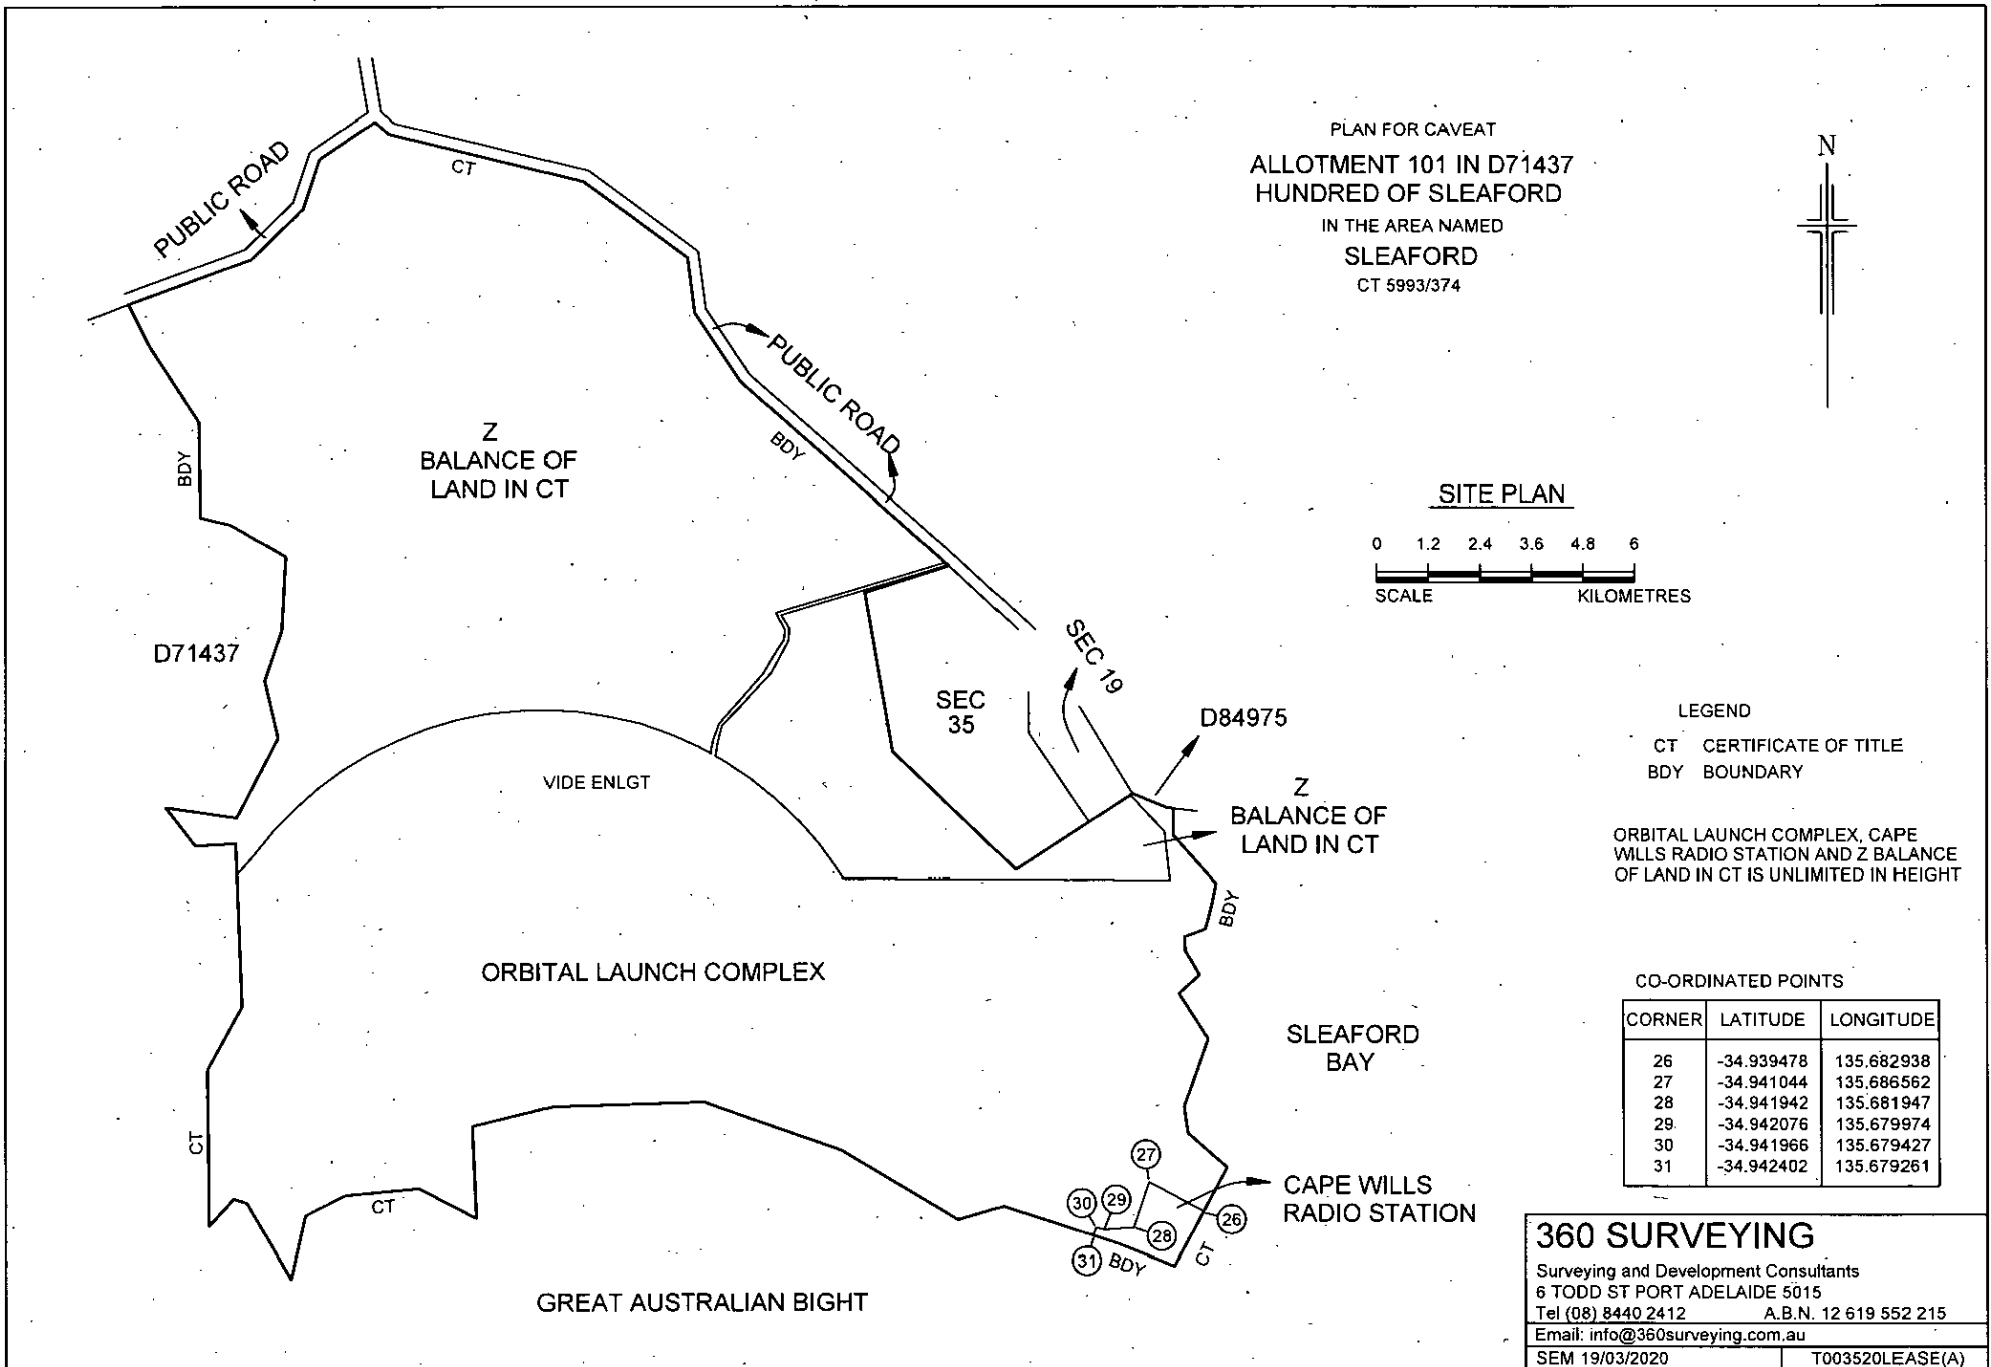 PLAN FOR CAVEAT
ALLOTMENT 101 IN D71437
HUNDRED OF SLEAFORD
IN THE AREA NAMED
SLEAFORD
CT 5993/374
N
PUBLIC ROAD
CT
PUBLIC ROAD
BDY
BDY
Z
BALANCE OF
LAND IN CT
SITE PLAN
0 1.2 2.4 3.6 4.8 6
SCALE KILOMETRES
D71437
SEC 19
SEC
35
D84975
VIDE ENLGT
Z
BALANCE OF
LAND IN CT
BDY
LEGEND
CT CERTIFICATE OF TITLE
BDY BOUNDARY
ORBITAL LAUNCH COMPLEX, CAPE
WILLS RADIO STATION AND Z BALANCE
OF LAND IN CT IS UNLIMITED IN HEIGHT
ORBITAL LAUNCH COMPLEX
SLEAFORD
BAY
CO-ORDINATED POINTS
CORNER LATITUDE LONGITUDE
26 -34.939478 135.682938
27 -34.941044 135.686562
28 -34.941942 135.681947
29 -34.942076 135.679974
30 -34.941966 135.679427
31 -34.942402 135.679261
CT
CT
27
30
29
28
26
31
BDY
CT
CAPE WILLS
RADIO STATION
GREAT AUSTRALIAN BIGHT
360 SURVEYING
Surveying and Development Consultants
6 TODD ST PORT ADELAIDE 5015
Tel (08) 8440 2412 A.B.N. 12 619 552 215
Email: info@360surveying.com.au
SEM 19/03/2020 T003520LEASE(A)